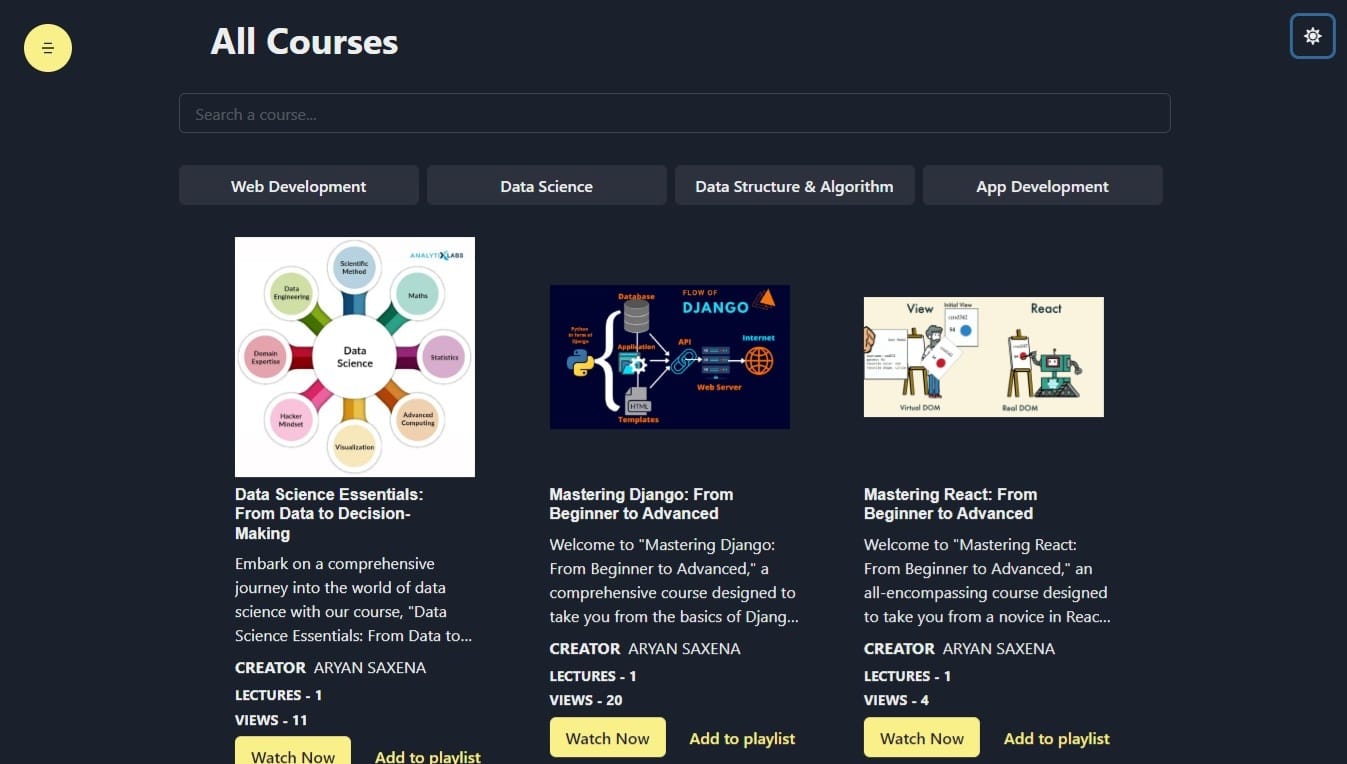 All Courses
Search a course...
Web Development
Data Science
Data Structure & Algorithm
App Development
ANALYTIXLABS
Scientific
Method
Data
Engineering
Maths
Domain
Expertise
Data
Science
Statistics
Hacker
Mindset
Advanced
Computing
Visualization
FLOW OF
DJANGO
Database
Python
in form of
Django
Application
API
Internet
Web Server
HTML
Templates
View
Initial View
React
Virtual DOM
Real DOM
Data Science Essentials:
From Data to Decision-
Making
Embark on a comprehensive
journey into the world of data
science with our course, "Data
Science Essentials: From Data to...
CREATOR ARYAN SAXENA
LECTURES - 1
VIEWS - 11
Watch Now
Add to playlist
Mastering Django: From
Beginner to Advanced
Welcome to "Mastering Django:
From Beginner to Advanced," a
comprehensive course designed to
take you from the basics of Djang...
CREATOR ARYAN SAXENA
LECTURES - 1
VIEWS - 20
Watch Now
Add to playlist
Mastering React: From
Beginner to Advanced
Welcome to "Mastering React:
From Beginner to Advanced," an
all-encompassing course designed
to take you from a novice in Reac...
CREATOR ARYAN SAXENA
LECTURES - 1
VIEWS - 4
Watch Now
Add to playlist